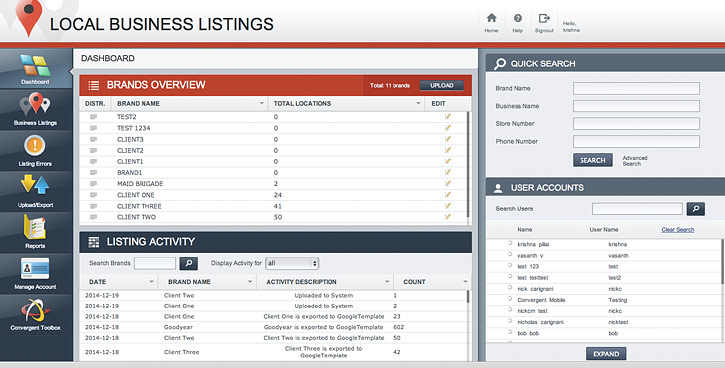 LOCAL BUSINESS LISTINGS
Home
Help
Signout
Hello,
krishna
Dashboard
Business Listings
Listing Errors
Upload/Export
Reports
Manage Account
Convergent Toolbox
DASHBOARD
BRANDS OVERVIEW Total: 11 brands UPLOAD
DISTR. BRAND NAME TOTAL LOCATIONS EDIT
TEST2 0
TEST 1234 0
CLIENT3 0
CLIENT2 0
CLIENT1 0
BRAND1 0
MAID BRIGADE 2
CLIENT ONE 24
CLIENT THREE 41
CLIENT TWO 50
LISTING ACTIVITY
Search Brands Display Activity for all
DATE BRAND NAME ACTIVITY DESCRIPTION COUNT
2014-12-19 Client Two Uploaded to System 1
2014-12-19 Client One Uploaded to System 2
2014-12-18 Client One Client One is exported to GoogleTemplate 23
2014-12-18 Goodyear Goodyear is exported to GoogleTemplate 602
2014-12-18 Client Two Client Two is exported to GoogleTemplate 50
2014-12-18 Client Three Client Three is exported to GoogleTemplate 42
QUICK SEARCH
Brand Name
Business Name
Store Number
Phone Number
SEARCH Advanced Search
USER ACCOUNTS
Search Users
Name User Name Clear Search
krishna pillai krishna
vasanth v vasanth
test 123 test
test testtest test2
nick carignani nickc
Convergent Mobile Testing
nickcm test nickcm
nicholas carignani nicktest
bob bob bob
EXPAND